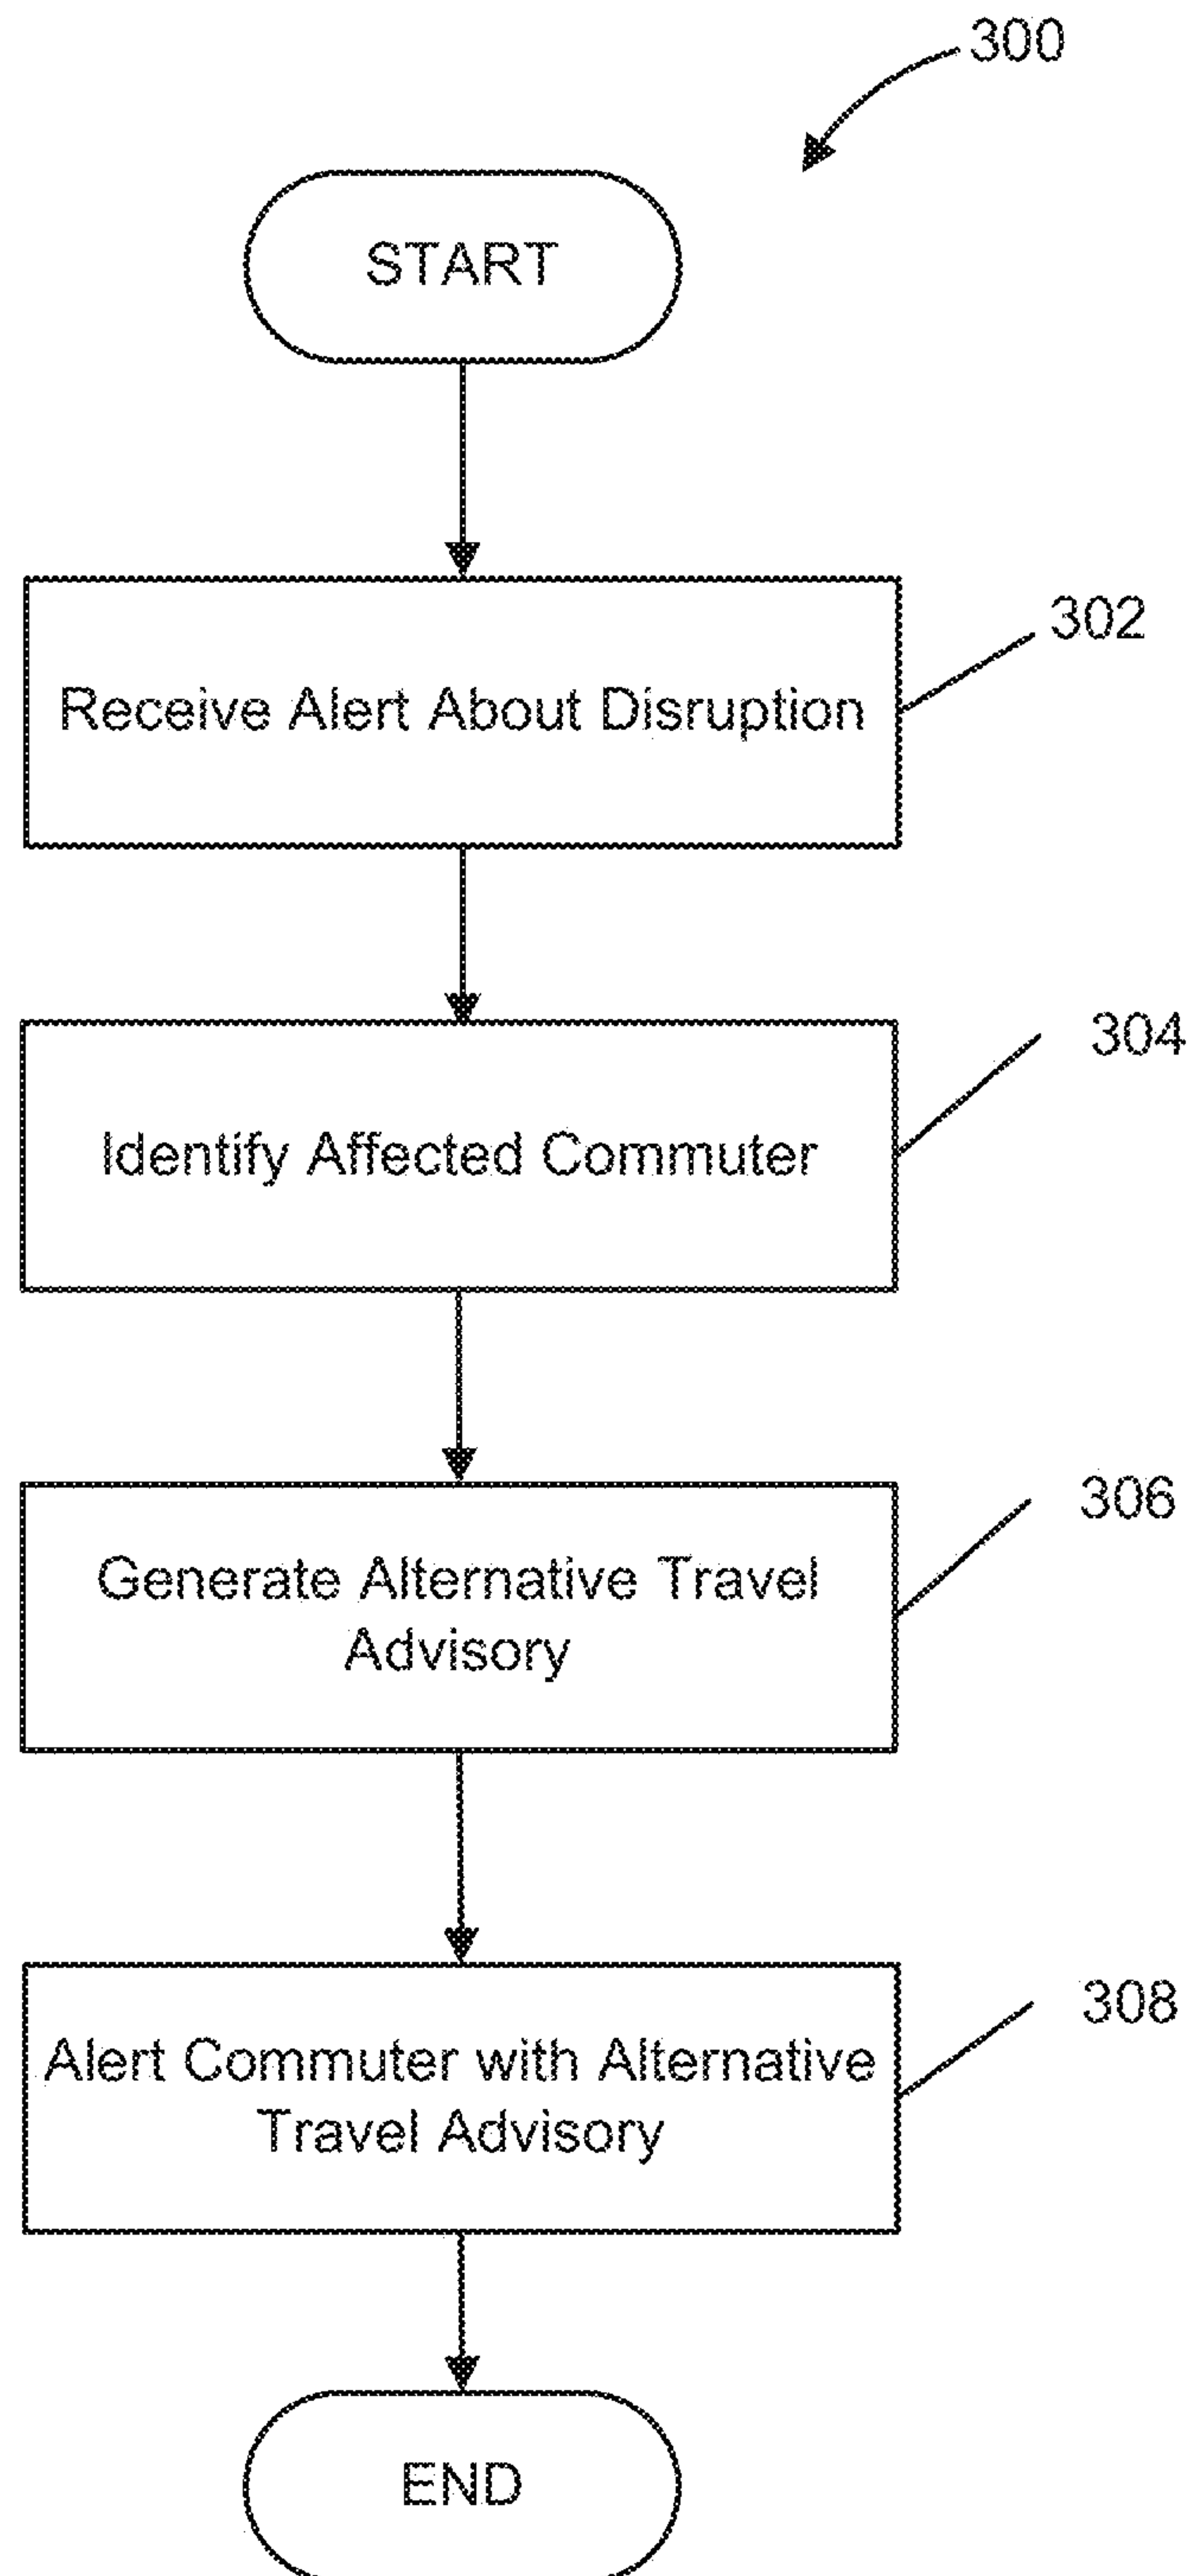 300
START
Receive Alert About Disruption
302
Identify Affected Commuter
304
Generate Alternative Travel
Advisory
306
Alert Commuter with Alternative
Travel Advisory
308
END